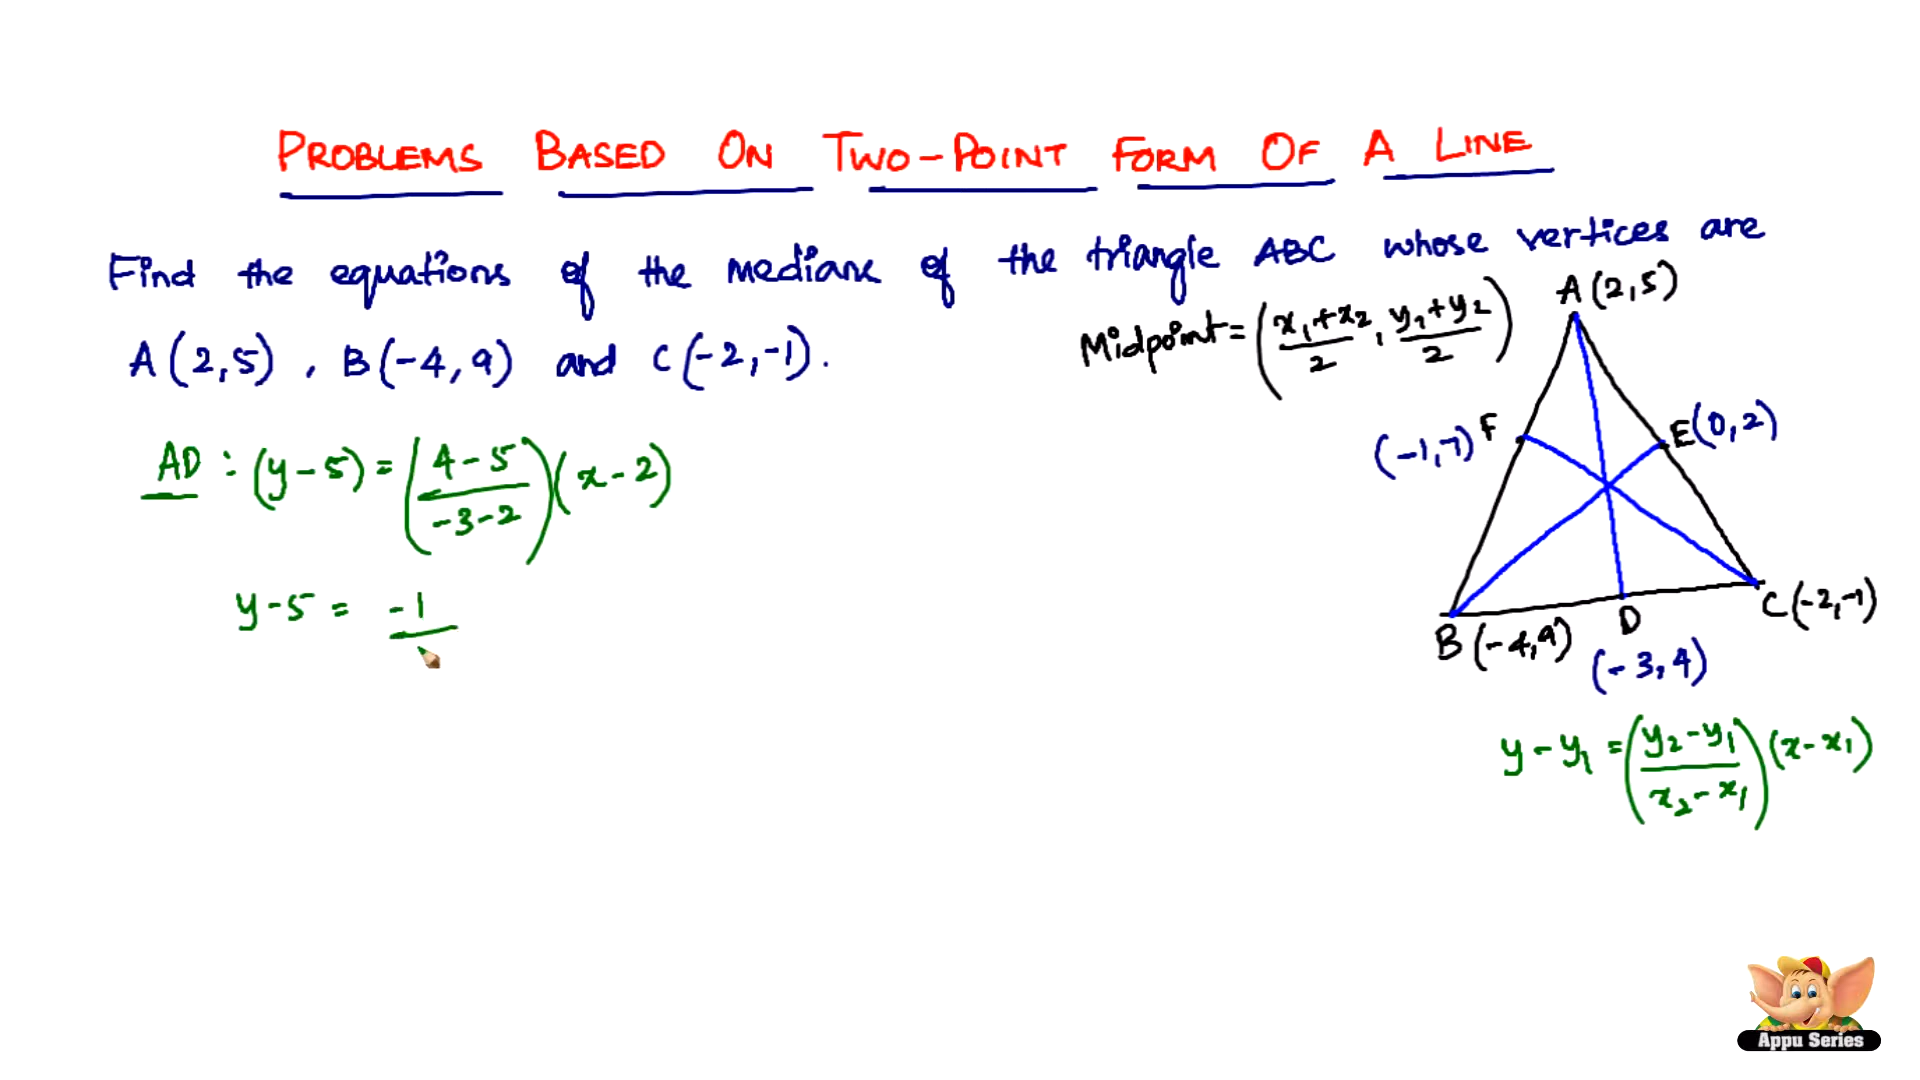 PROBLEMS BASED ON TWO-POINT FORM OF A LINE
Find the equations of the medians of the triangle ABC whose vertices are
A(2,5), B(-4,9) and C(-2,-1).
Midpoint = ((x₁+x₂)/2, (y₁+y₂)/2)
A(2,5)
F (-1,7)
E(0,2)
B(-4,9)
D
(-3,4)
C(-2,-1)
AD : (y-5) = ((4-5)/(-3-2))(x-2)
y-5 = -1/
y-y₁ = ((y₂-y₁)/(x₂-x₁))(x-x₁)
Appu Series